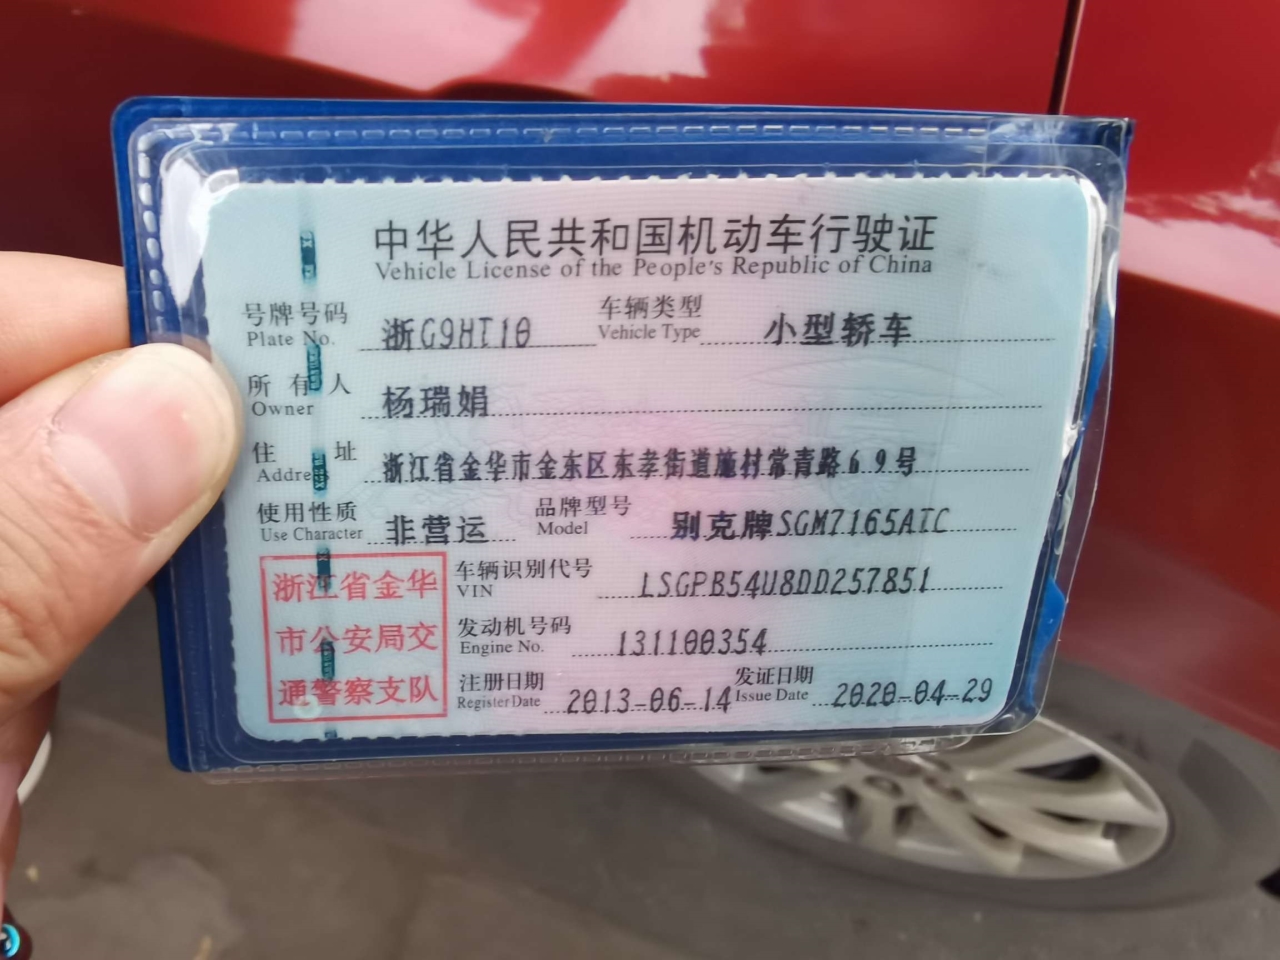 中华人民共和国机动车行驶证
Vehicle License of the People's Republic of China
号牌号码 浙G9HT10 车辆类型 小型轿车
Plate No. Vehicle Type
所有人 杨瑞娟
Owner
住址 浙江省金华市金东区东孝街道施村常青路69号
Address
使用性质 非营运 品牌型号 别克牌SGM7165ATC
Use Character Model
浙江省金华
市公安局交
通警察支队
车辆识别代号 LSGPB54U8DD257851
VIN
发动机号码 131100354
Engine No.
注册日期 2013-06-14 发证日期 2020-04-29
Register Date Issue Date